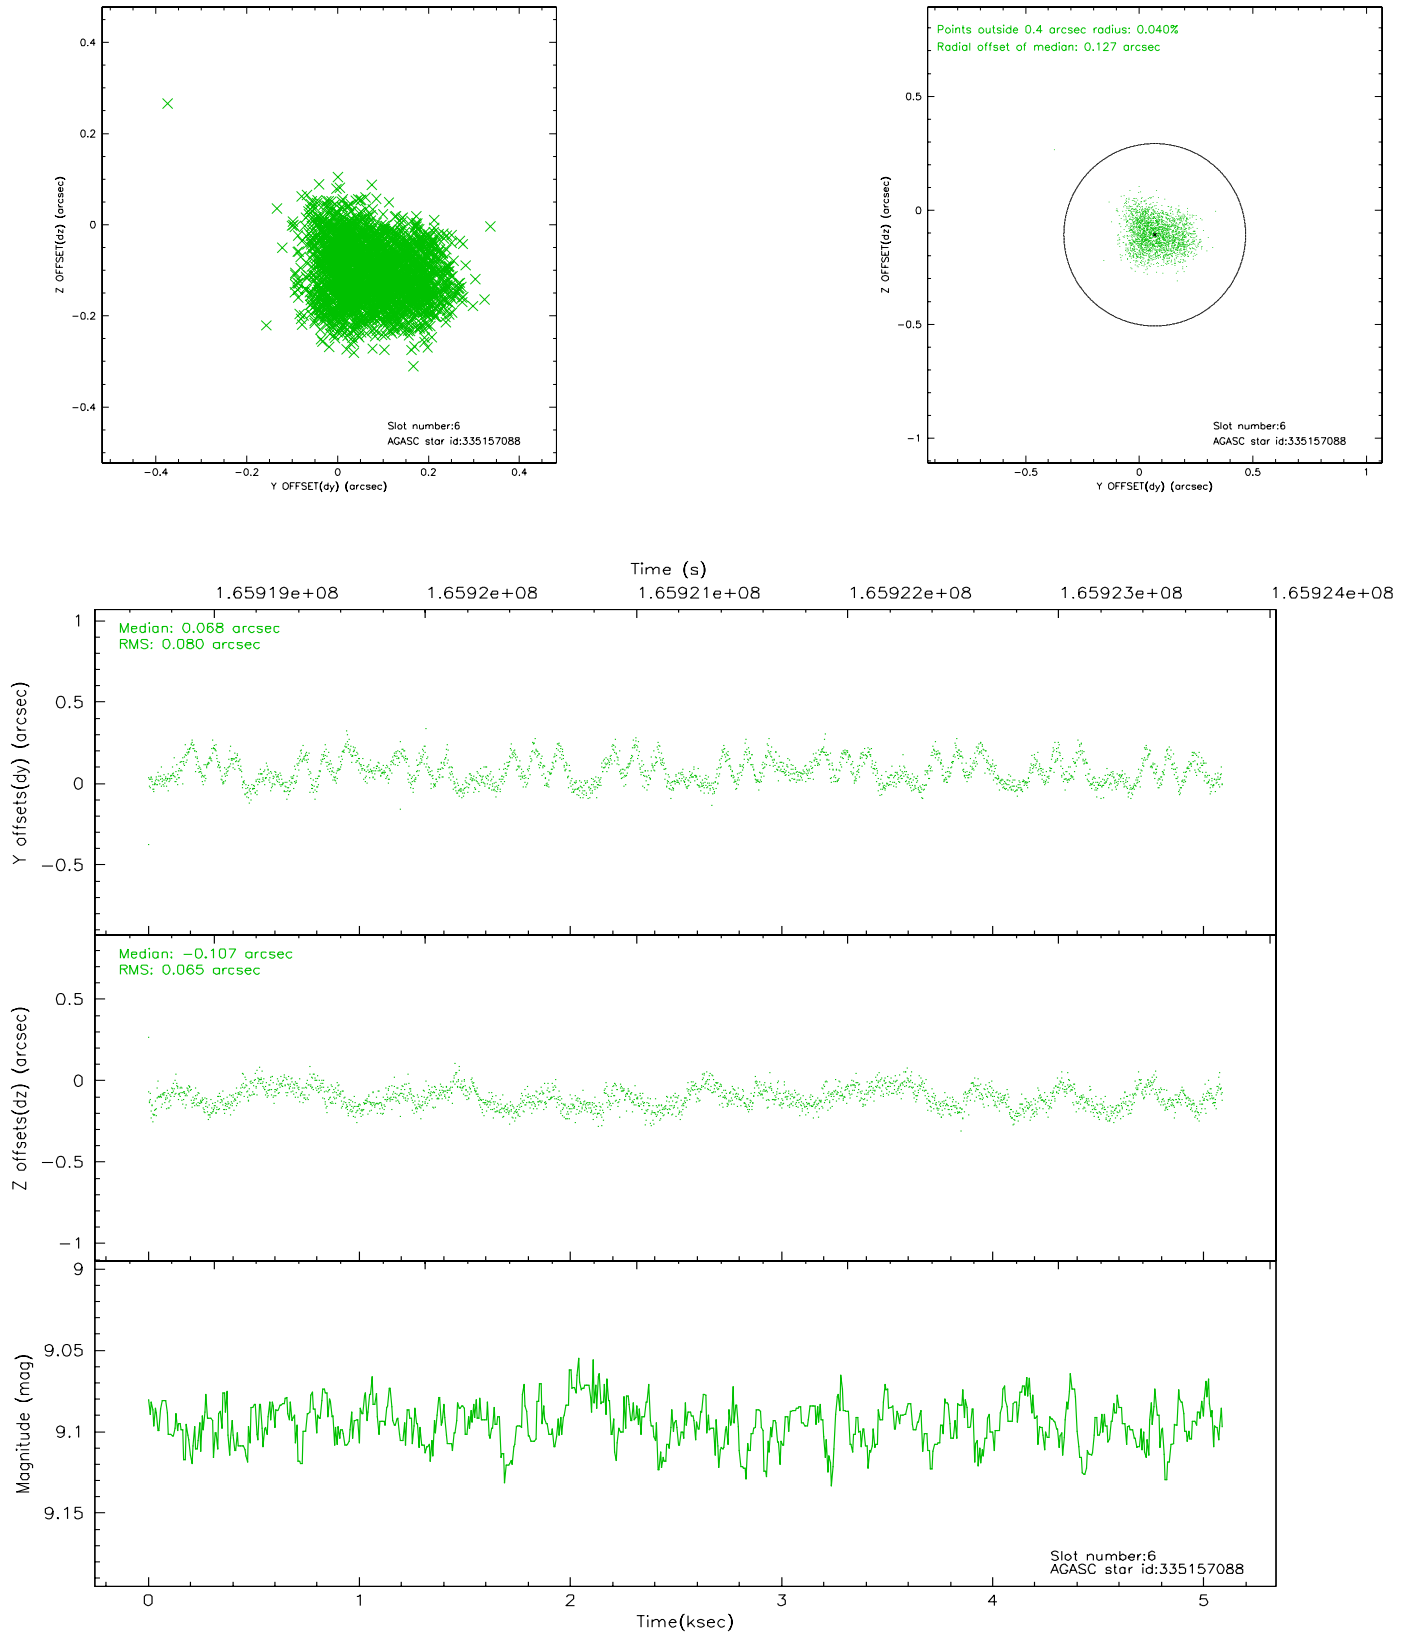 0.4
0.2
0
−0.2
−0.4
Z OFFSET(dz) (arcsec)
Slot number:6
AGASC star id:335157088
−0.4 −0.2 0 0.2 0.4
Y OFFSET(dy) (arcsec)
Points outside 0.4 arcsec radius: 0.040%
Radial offset of median: 0.127 arcsec
0.5
0
−0.5
−1
Z OFFSET(dz) (arcsec)
Slot number:6
AGASC star id:335157088
−0.5 0 0.5 1
Y OFFSET(dy) (arcsec)
Time (s)
1.65919e+08 1.6592e+08 1.65921e+08 1.65922e+08 1.65923e+08 1.65924e+08
Median: 0.068 arcsec
RMS: 0.080 arcsec
1
0.5
0
−0.5
Y offsets(dy) (arcsec)
Median: −0.107 arcsec
RMS: 0.065 arcsec
0.5
0
−0.5
−1
Z offsets(dz) (arcsec)
9
9.05
9.1
9.15
Magnitude (mag)
Slot number:6
AGASC star id:335157088
0 1 2 3 4 5
Time(ksec)